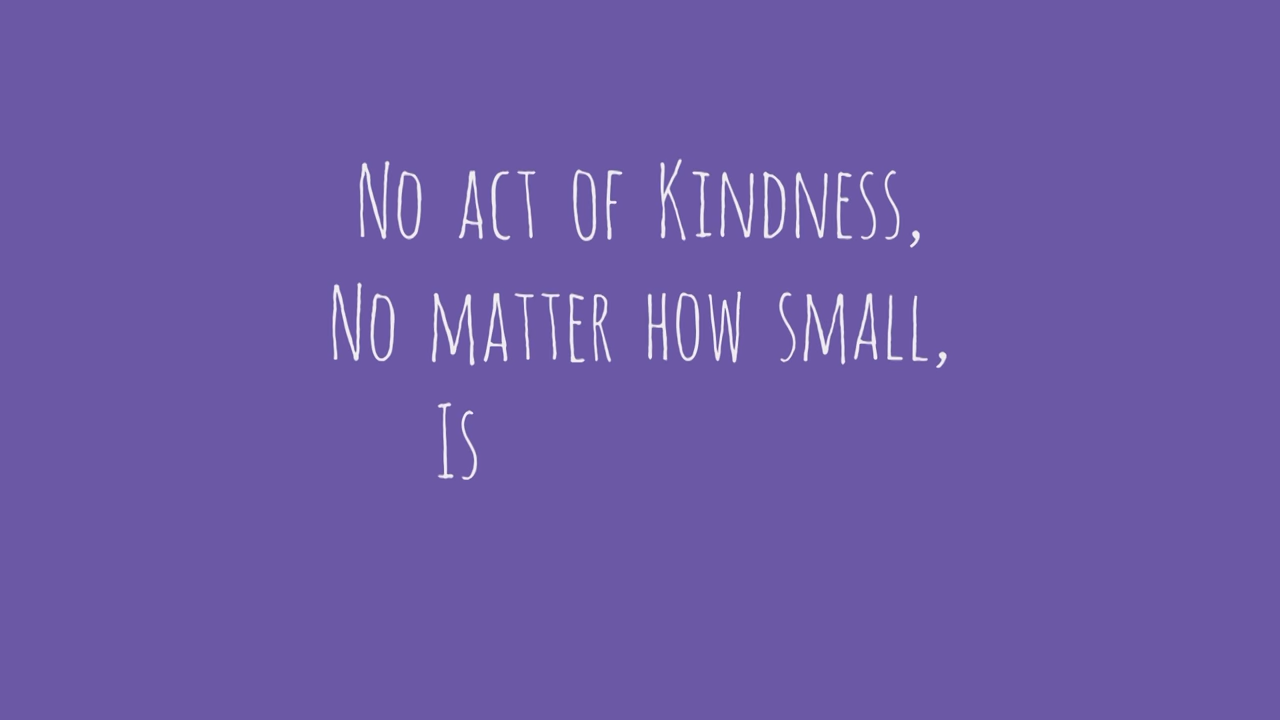 No act of Kindness,
No matter how small,
Is